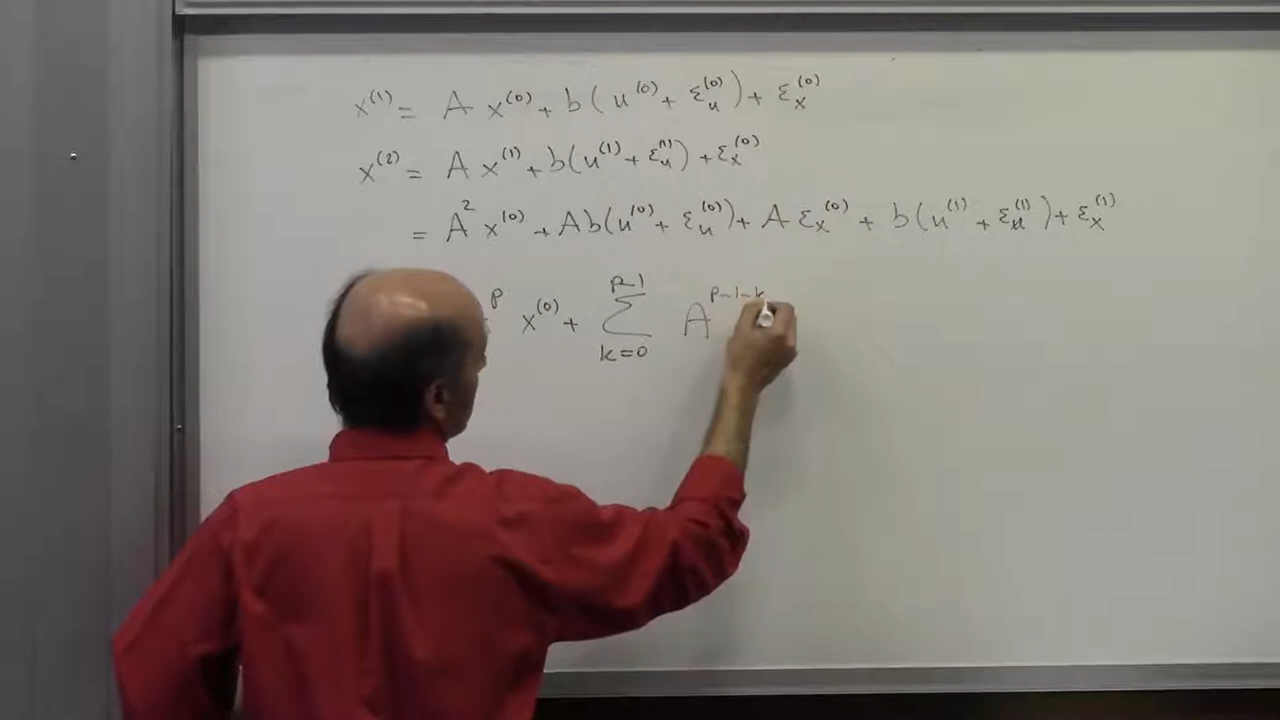 x^(1) = A x^(0) + b(u^(0) + ε_u^(0)) + ε_x^(0)
x^(2) = A x^(1) + b(u^(1) + ε_u^(1)) + ε_x^(0)
= A^2 x^(0) + Ab(u^(0) + ε_u^(0)) + A ε_x^(0) + b(u^(1) + ε_u^(1)) + ε_x^(1)
^p x^(0) + Σ_{k=0}^{p-1} A^{p-1-k}